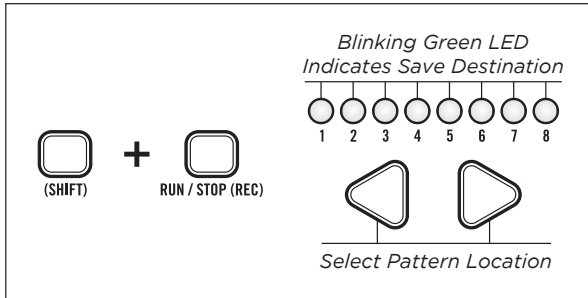 Blinking Green LED
Indicates Save Destination
1 2 3 4 5 6 7 8
+
(SHIFT) RUN / STOP (REC)
Select Pattern Location